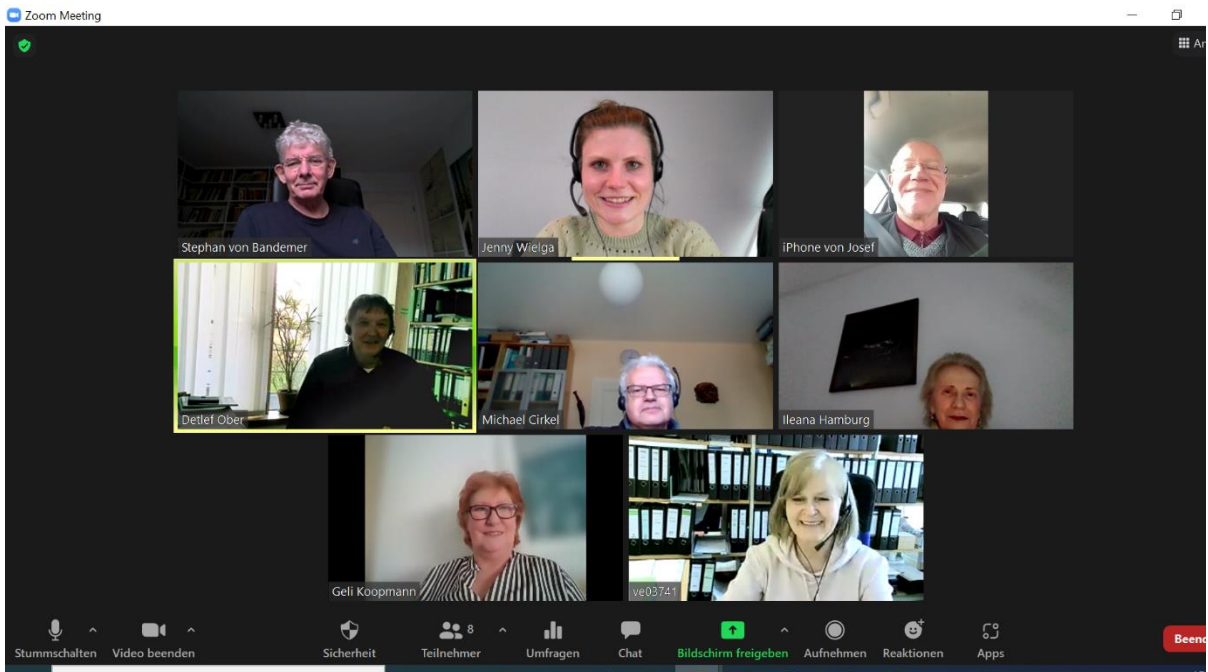 Zoom Meeting
Stephan von Bandemer
Jenny Wielga
iPhone von Josef
Detlef Ober
Michael Cirkel
Ileana Hamburg
Geli Koopmann
ve03741
Stummschalten Video beenden Sicherheit Teilnehmer 8 Umfragen Chat Bildschirm freigeben Aufnehmen Reaktionen Apps